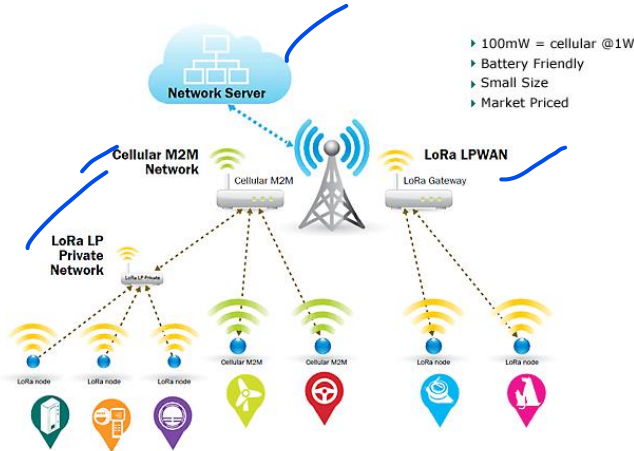 100mW = cellular @1W
Battery Friendly
Small Size
Market Priced
Network Server
Cellular M2M
Network
Cellular M2M
LoRa LPWAN
LoRa Gateway
LoRa LP
Private
Network
LoRa LP Private
LoRa node
LoRa node
LoRa node
Cellular M2M
Cellular M2M
LoRa node
LoRa node